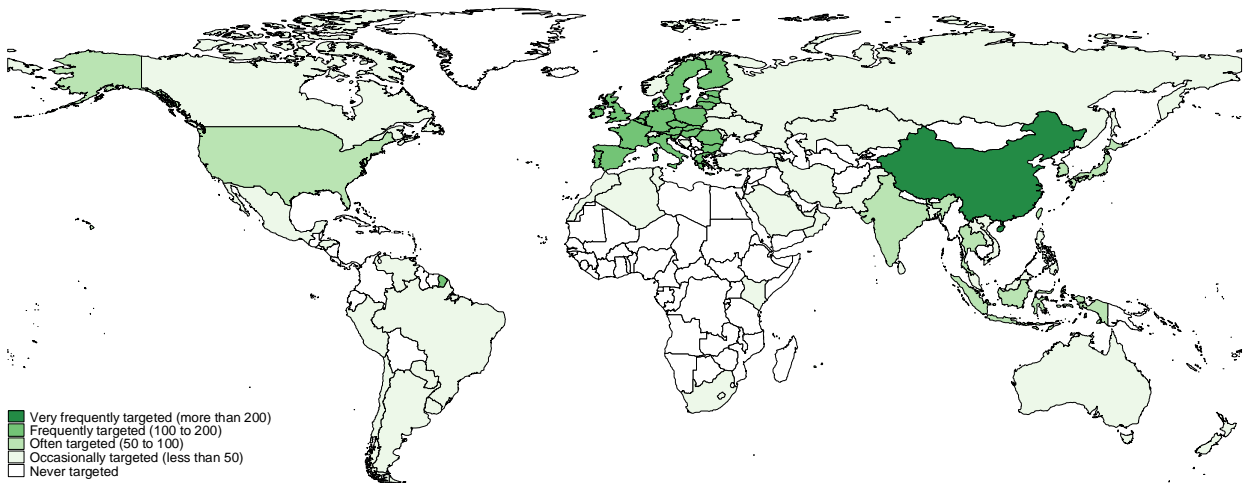 Very frequently targeted (more than 200)
Frequently targeted (100 to 200)
Often targeted (50 to 100)
Occasionally targeted (less than 50)
Never targeted